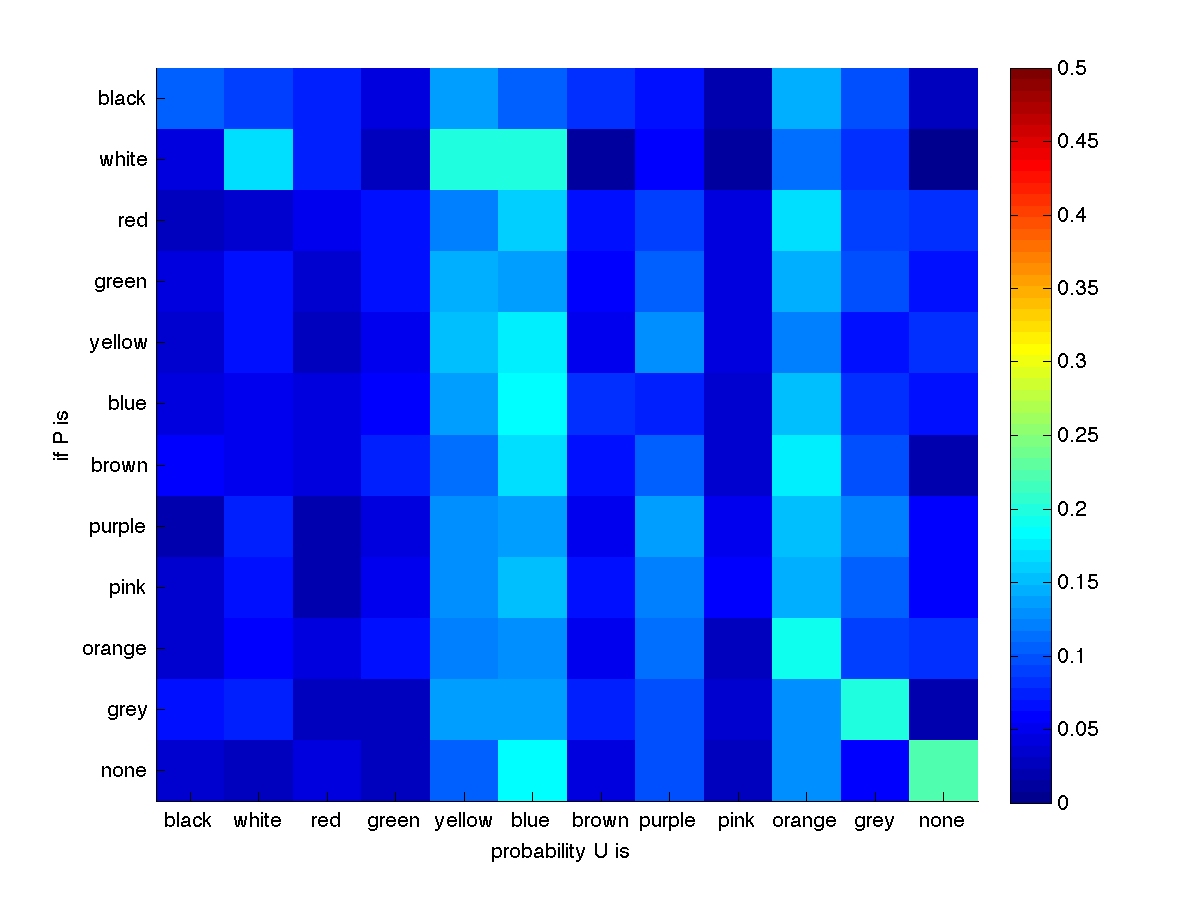 black
white
red
green
yellow
blue
brown
purple
pink
orange
grey
none
if P is
black white red green yellow blue brown purple pink orange grey none
probability U is
0.5
0.45
0.4
0.35
0.3
0.25
0.2
0.15
0.1
0.05
0